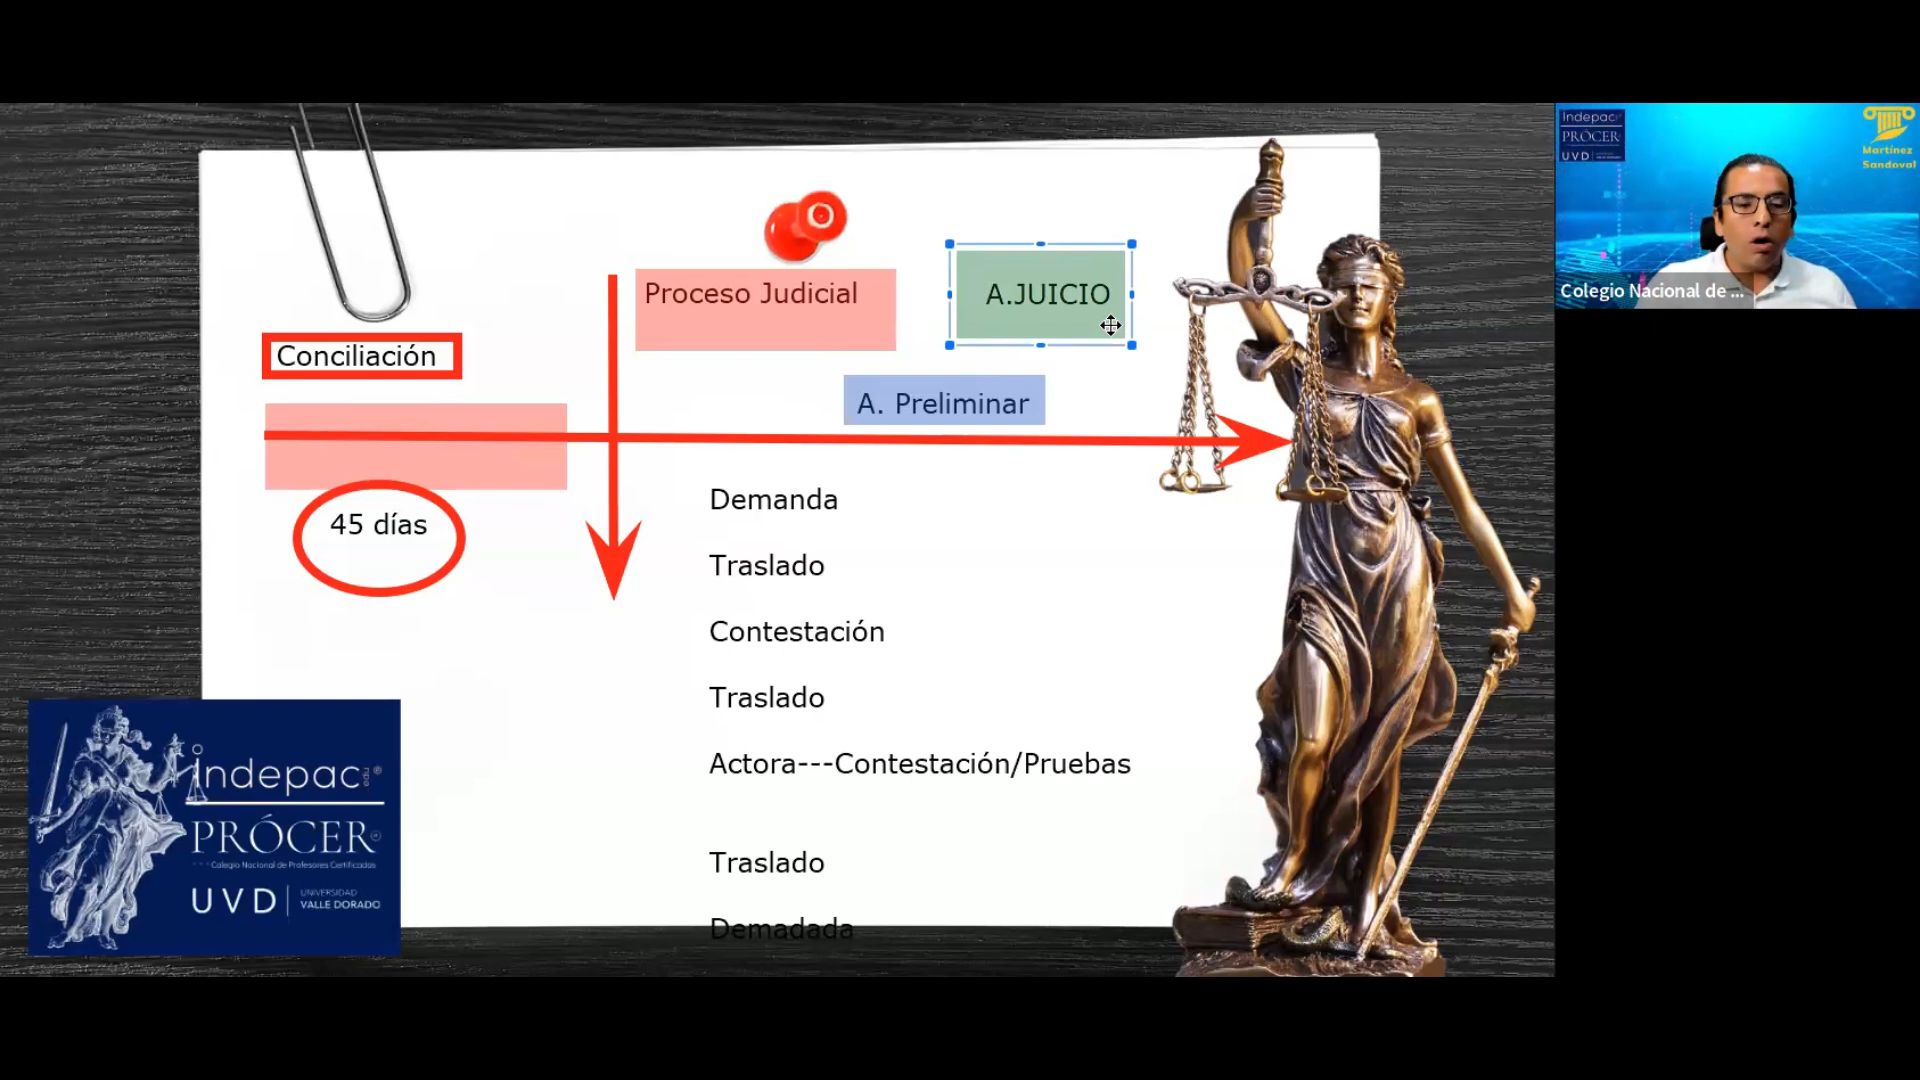 Proceso Judicial
A.JUICIO
Conciliación
A. Preliminar
45 días
Demanda
Traslado
Contestación
Traslado
Actora---Contestación/Pruebas
Traslado
Demadada
indepac
PRÓCER
Colegio Nacional de Profesores Certificados
UVD
UNIVERSIDAD
VALLE DORADO
Indepac
PRÓCER
UVD
Martínez
Sandoval
Colegio Nacional de ...